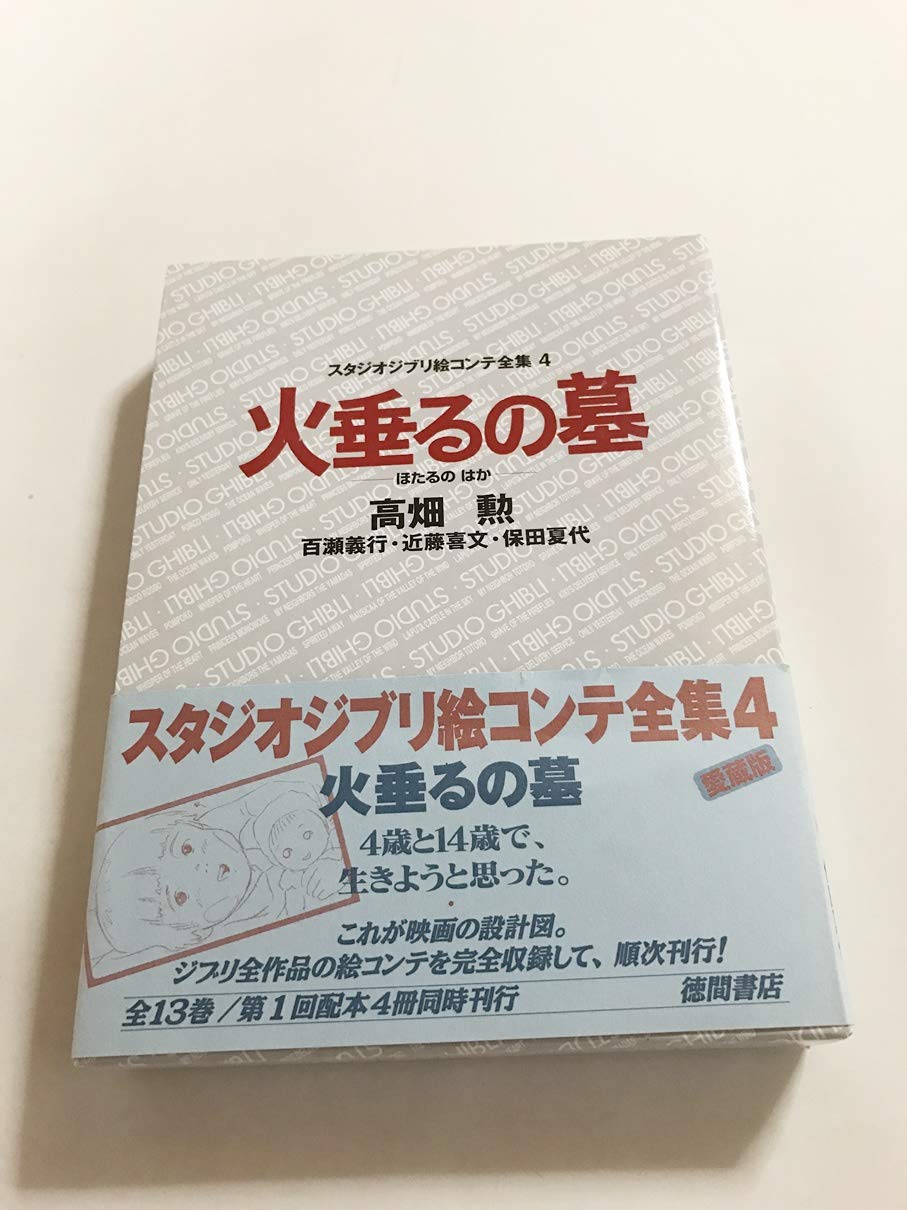 スタジオジブリ絵コンテ全集 4
火垂るの墓
ほたるの はか
高畑 勲
百瀬義行・近藤喜文・保田夏代
スタジオジブリ絵コンテ全集4
火垂るの墓
愛蔵版
4歳と14歳で、
生きようと思った。
これが映画の設計図。
ジブリ全作品の絵コンテを完全収録して、順次刊行!
全13巻/第1回配本4冊同時刊行
徳間書店
STUDIO GHIBLI・STUDIO GHIBLI・STUDIO GHIBLI